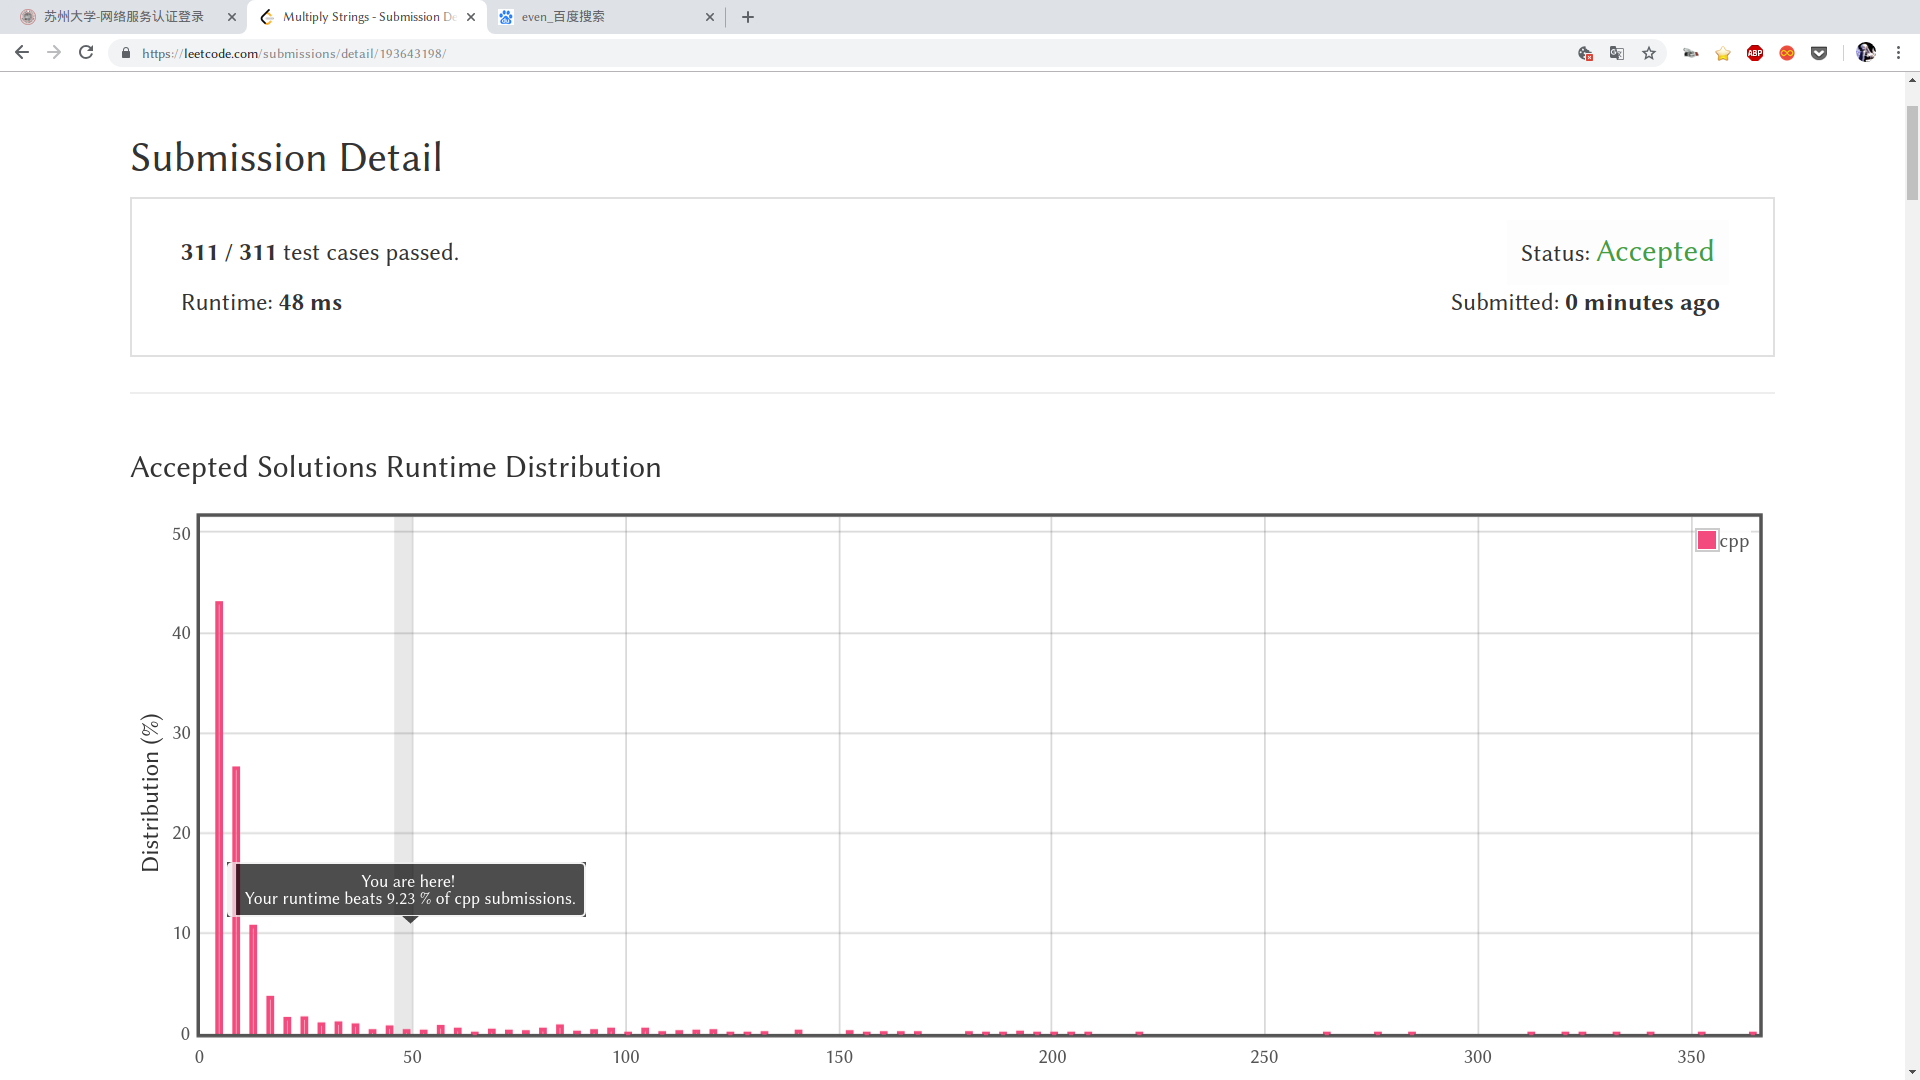 苏州大学-网络服务认证登录
Multiply Strings - Submission De
even_百度搜索
https://leetcode.com/submissions/detail/193643198/
ABP
Submission Detail
311 / 311 test cases passed.
Status: Accepted
Runtime: 48 ms
Submitted: 0 minutes ago
Accepted Solutions Runtime Distribution
cpp
Distribution (%)
50
40
30
20
10
0
You are here!
Your runtime beats 9.23 % of cpp submissions.
0
50
100
150
200
250
300
350